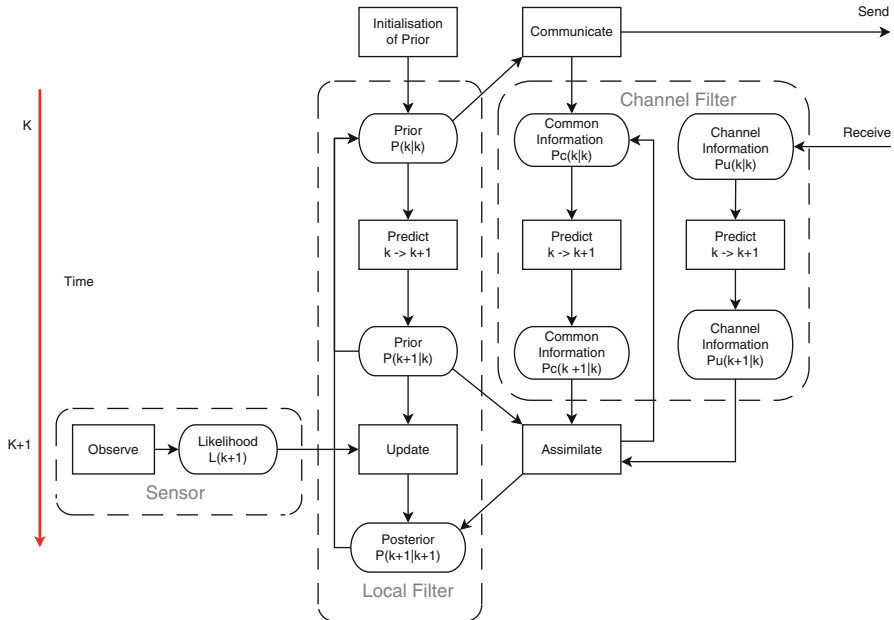 Initialisation
of Prior
Communicate
Send
Channel Filter
K
Prior
P(k|k)
Common
Information
Pc(k|k)
Channel
Information
Pu(k|k)
Receive
Predict
k -> k+1
Predict
k -> k+1
Predict
k -> k+1
Time
Prior
P(k+1|k)
Common
Information
Pc(k +1|k)
Channel
Information
Pu(k+1|k)
K+1
Observe
Likelihood
L(k+1)
Update
Assimilate
Sensor
Posterior
P(k+1|k+1)
Local Filter